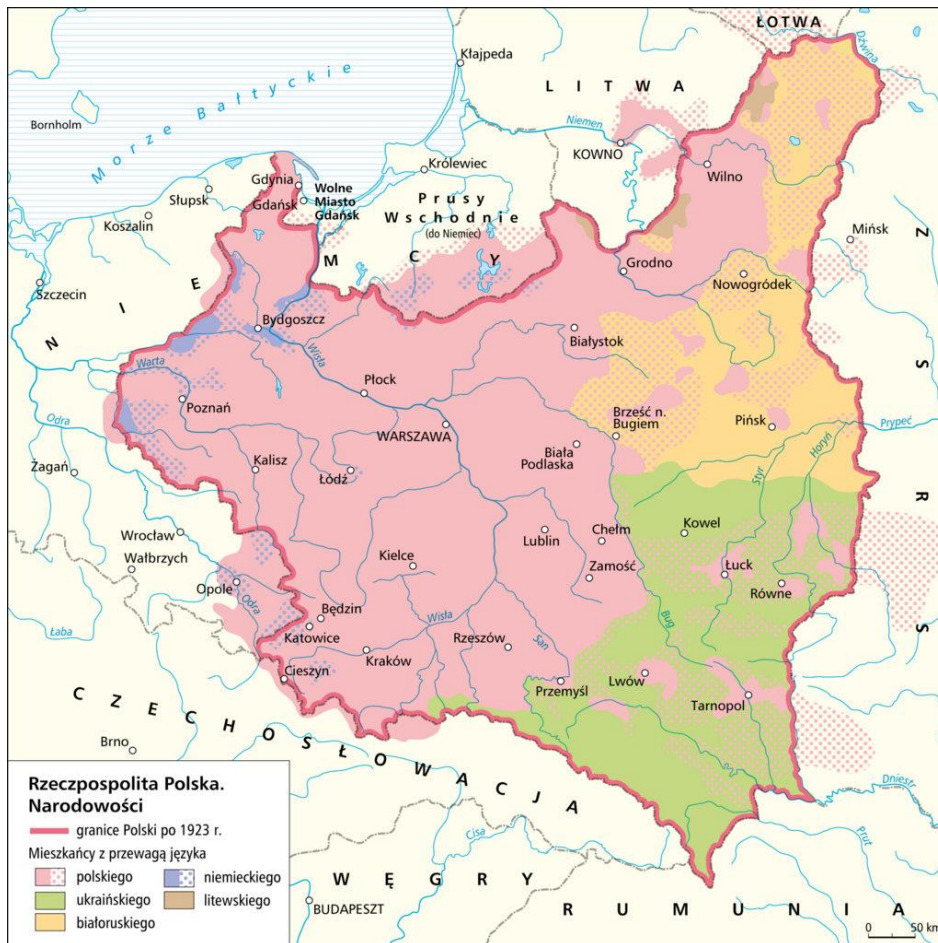 ŁOTWA
Dźwina
Kłajpeda
Morze Bałtyckie
LITWA
Bornholm
Niemen
KOWNO
Królewiec
Wilno
Gdynia
Gdańsk
Wolne
Miasto
Gdańsk
Prusy
Wschodnie
(do Niemiec)
Słupsk
Koszalin
Mińsk
Szczecin
NIEMCY
Grodno
Nowogródek
ZSRS
Bydgoszcz
Białystok
Wisła
Warta
Płock
Poznań
Brześć n.
Bugiem
Pińsk
Prypeć
Odra
WARSZAWA
Biała
Podlaska
Styr
Horyń
Żagań
Kalisz
Łódź
Wrocław
Lublin
Chełm
Kowel
Wałbrzych
Kielce
Zamość
Łuck
Równe
Opole
Odra
Będzin
Wisła
Bug
Łaba
Katowice
Rzeszów
San
Kraków
Cieszyn
Przemyśl
Lwów
Tarnopol
CZECHOSŁOWACJA
Brno
Dniestr
Rzeczpospolita Polska.
Narodowości
granice Polski po 1923 r.
Mieszkańcy z przewagą języka
polskiego
niemieckiego
ukraińskiego
litewskiego
białoruskiego
Cisa
Prut
WĘGRY
BUDAPESZT
RUMUNIA
0 50 km